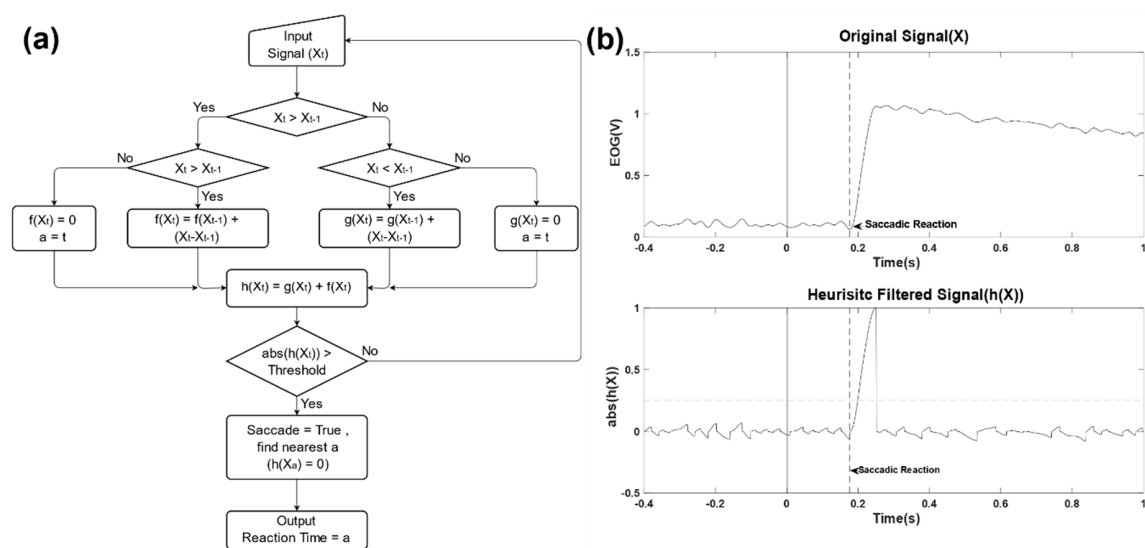 (a)
Input
Signal (Xt)
Yes
No
Xt > Xt-1
No
Xt > Xt-1
Xt < Xt-1
No
Yes
Yes
f(Xt) = 0
a = t
f(Xt) = f(Xt-1) +
(Xt-Xt-1)
g(Xt) = g(Xt-1) +
(Xt-Xt-1)
g(Xt) = 0
a = t
h(Xt) = g(Xt) + f(Xt)
abs(h(Xt)) >
Threshold
No
Yes
Saccade = True ,
find nearest a
(h(Xa) = 0)
Output
Reaction Time = a
(b)
Original Signal(X)
EOG(V)
1.5
1
0.5
0
Saccadic Reaction
-0.4 -0.2 0 0.2 0.4 0.6 0.8 1
Time(s)
Heurisitc Filtered Signal(h(X))
abs(h(X))
1
0.5
0
-0.5
Saccadic Reaction
-0.4 -0.2 0 0.2 0.4 0.6 0.8 1
Time(s)